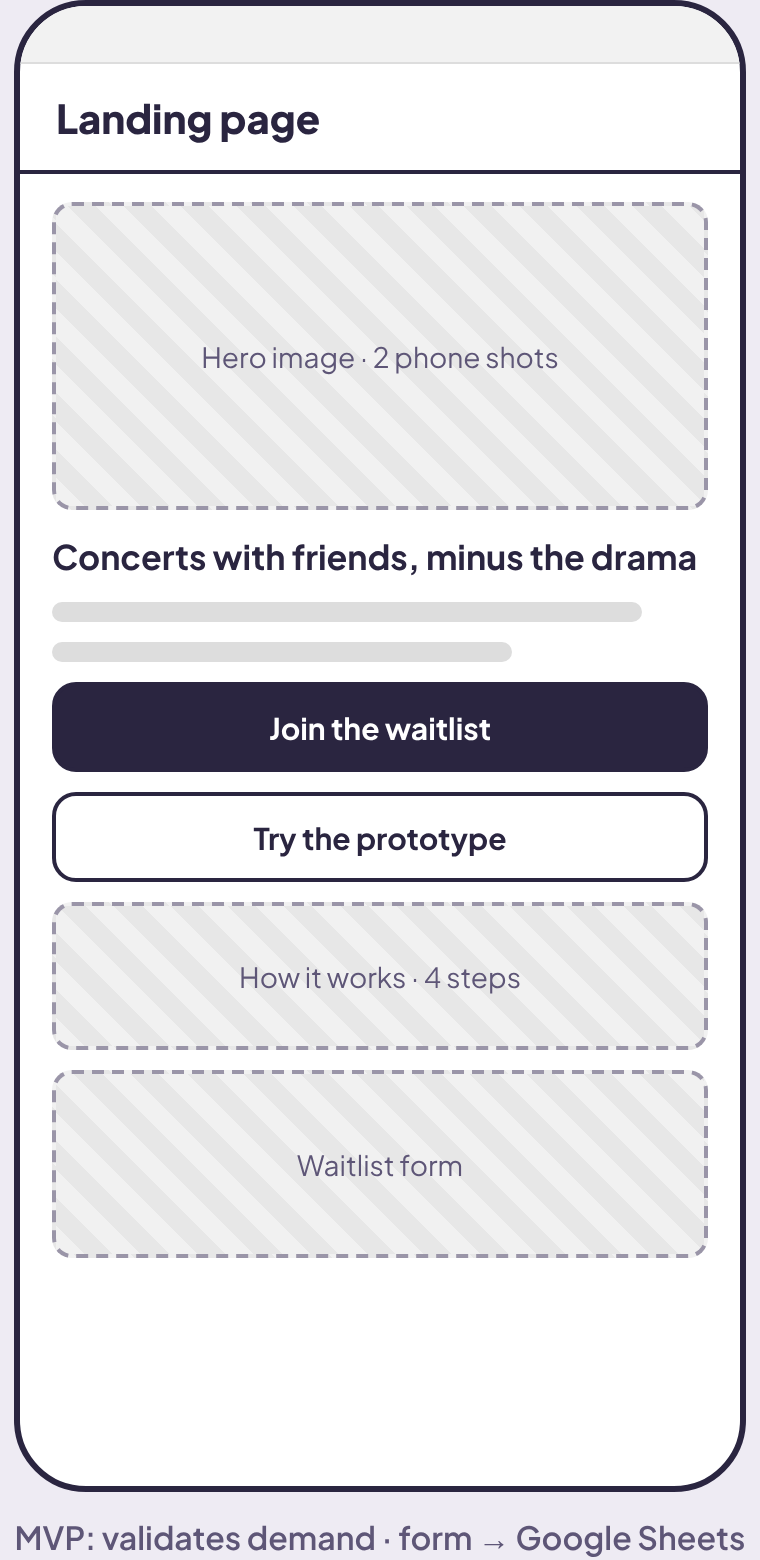 Landing page
Hero image · 2 phone shots
Concerts with friends, minus the drama
Join the waitlist
Try the prototype
How it works · 4 steps
Waitlist form
MVP: validates demand · form → Google Sheets